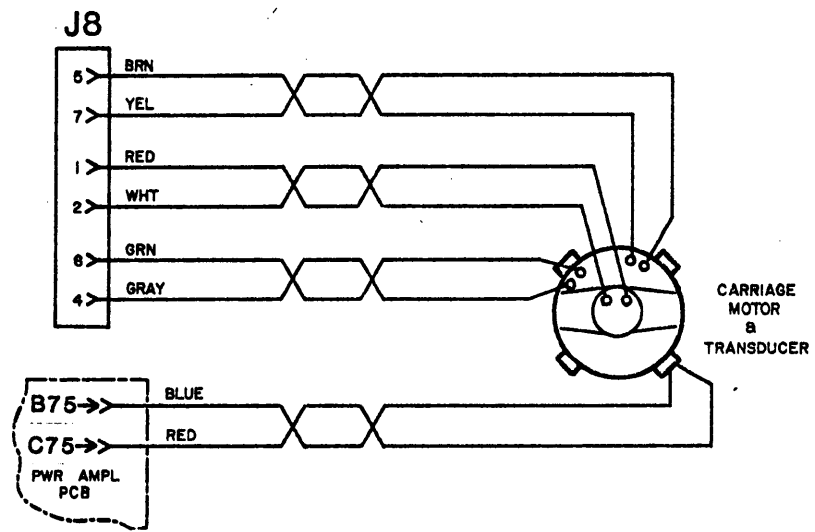 J8
5 BRN
7 YEL
1 RED
2 WHT
6 GRN
4 GRAY
CARRIAGE
MOTOR
&
TRANSDUCER
B75 BLUE
C75 RED
PWR AMPL
PCB